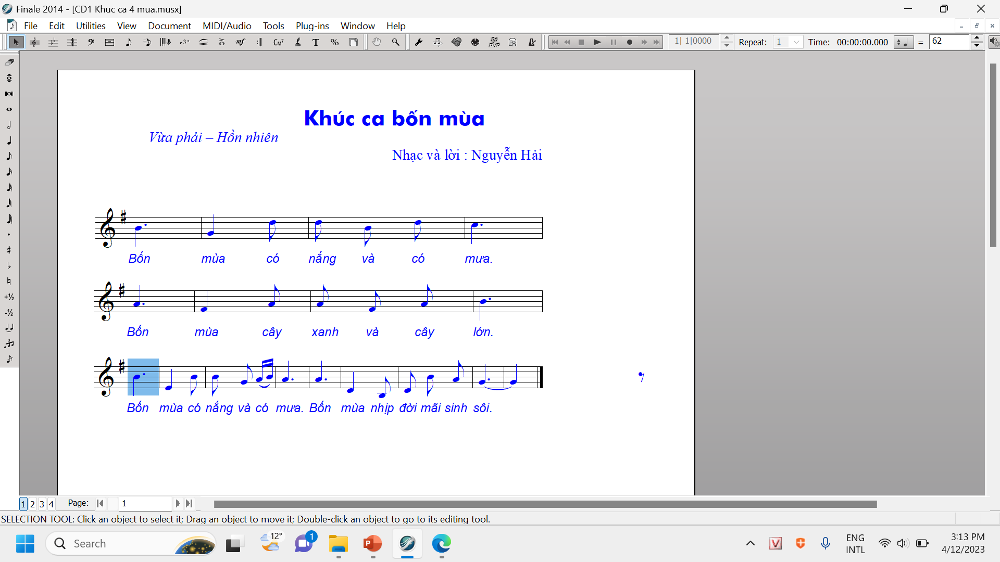 Finale 2014 - [CD1 Khuc ca 4 mua.musx]
File Edit Utilities View Document MIDI/Audio Tools Plug-ins Window Help
1| 1|0000 Repeat: 1 Time: 00:00:00.000 = 62
Khúc ca bốn mùa
Vừa phải – Hồn nhiên
Nhạc và lời : Nguyễn Hải
Bốn mùa có nắng và có mưa.
Bốn mùa cây xanh và cây lớn.
Bốn mùa có nắng và có mưa. Bốn mùa nhịp đời mãi sinh sôi.
+½
-½
1 2 3 4 Page: 1
SELECTION TOOL: Click an object to select it; Drag an object to move it; Double-click an object to go to its editing tool.
Search 12° 1 ENG INTL 3:13 PM
4/12/2023